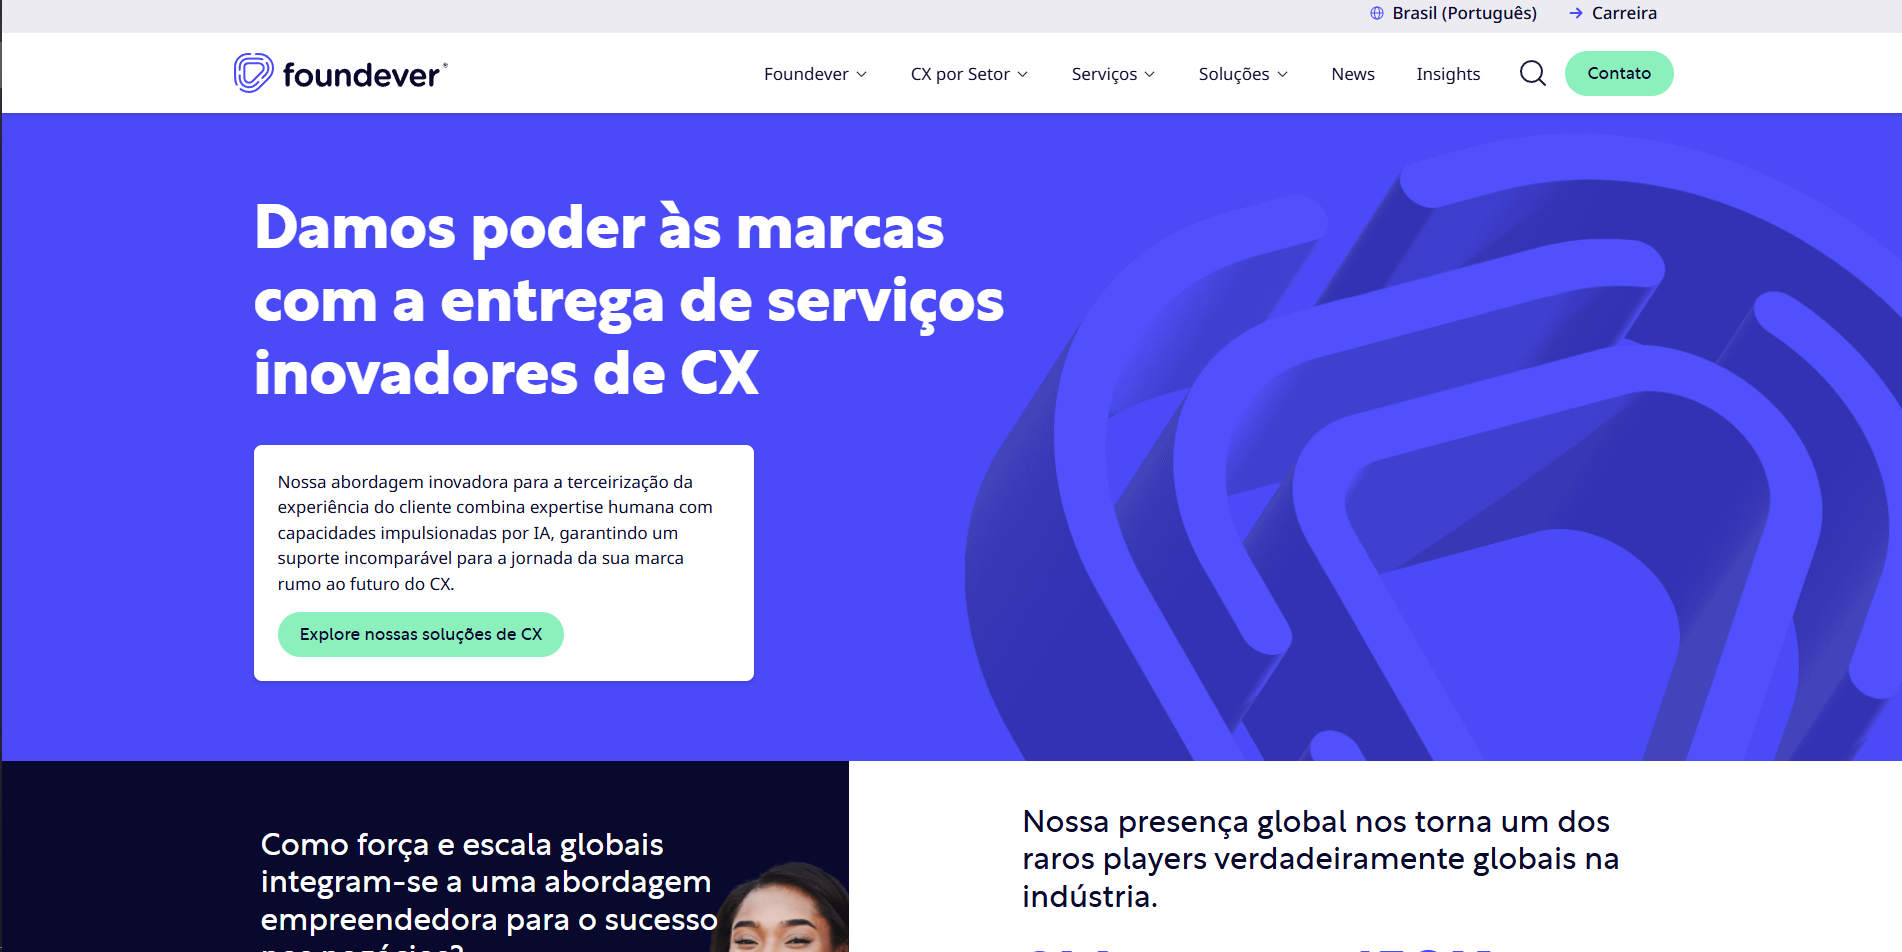 Brasil (Português)
Carreira
foundever®
Foundever
CX por Setor
Serviços
Soluções
News
Insights
Contato
Damos poder às marcas
com a entrega de serviços
inovadores de CX
Nossa abordagem inovadora para a terceirização da
experiência do cliente combina expertise humana com
capacidades impulsionadas por IA, garantindo um
suporte incomparável para a jornada da sua marca
rumo ao futuro do CX.
Explore nossas soluções de CX
Como força e escala globais
integram-se a uma abordagem
empreendedora para o sucesso
Nossa presença global nos torna um dos
raros players verdadeiramente globais na
indústria.